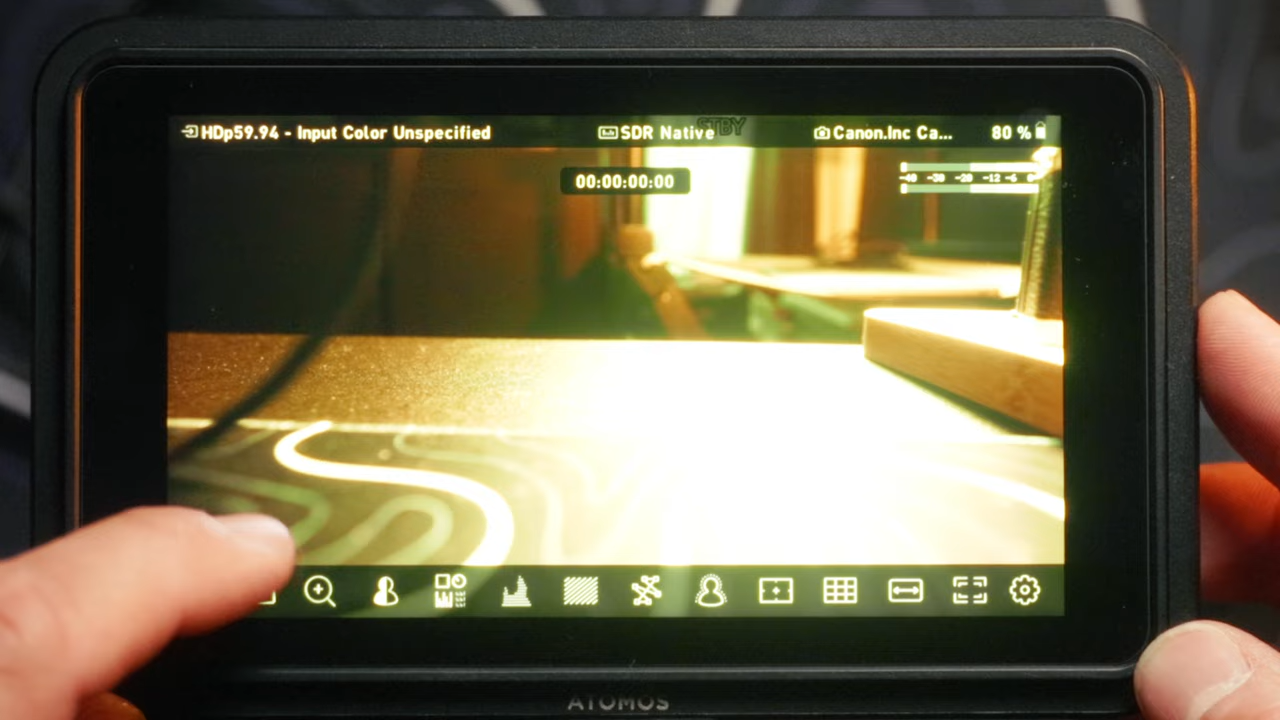 HDp59.94 - Input Color Unspecified
SDR Native
STBY
Canon.Inc Ca...
80 %
00:00:00:00
-40 -30 -20 -12 -6 0
ATOMOS